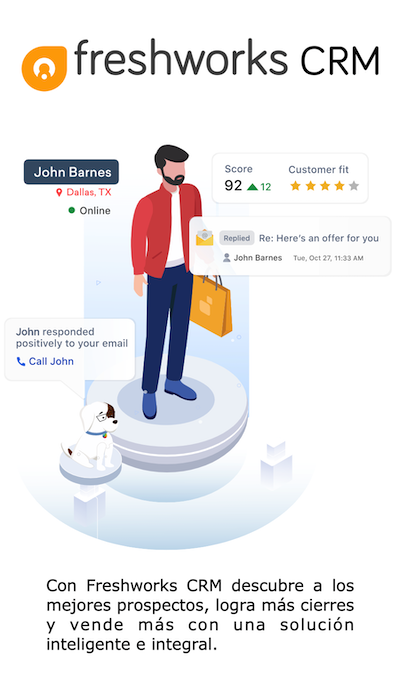 freshworks CRM
John Barnes
Dallas, TX
Online
Score
92 12
Customer fit
Replied Re: Here's an offer for you
John Barnes Tue, Oct 27, 11:33 AM
John responded
positively to your email
Call John
Con Freshworks CRM descubre a los
mejores prospectos, logra más cierres
y vende más con una solución
inteligente e integral.